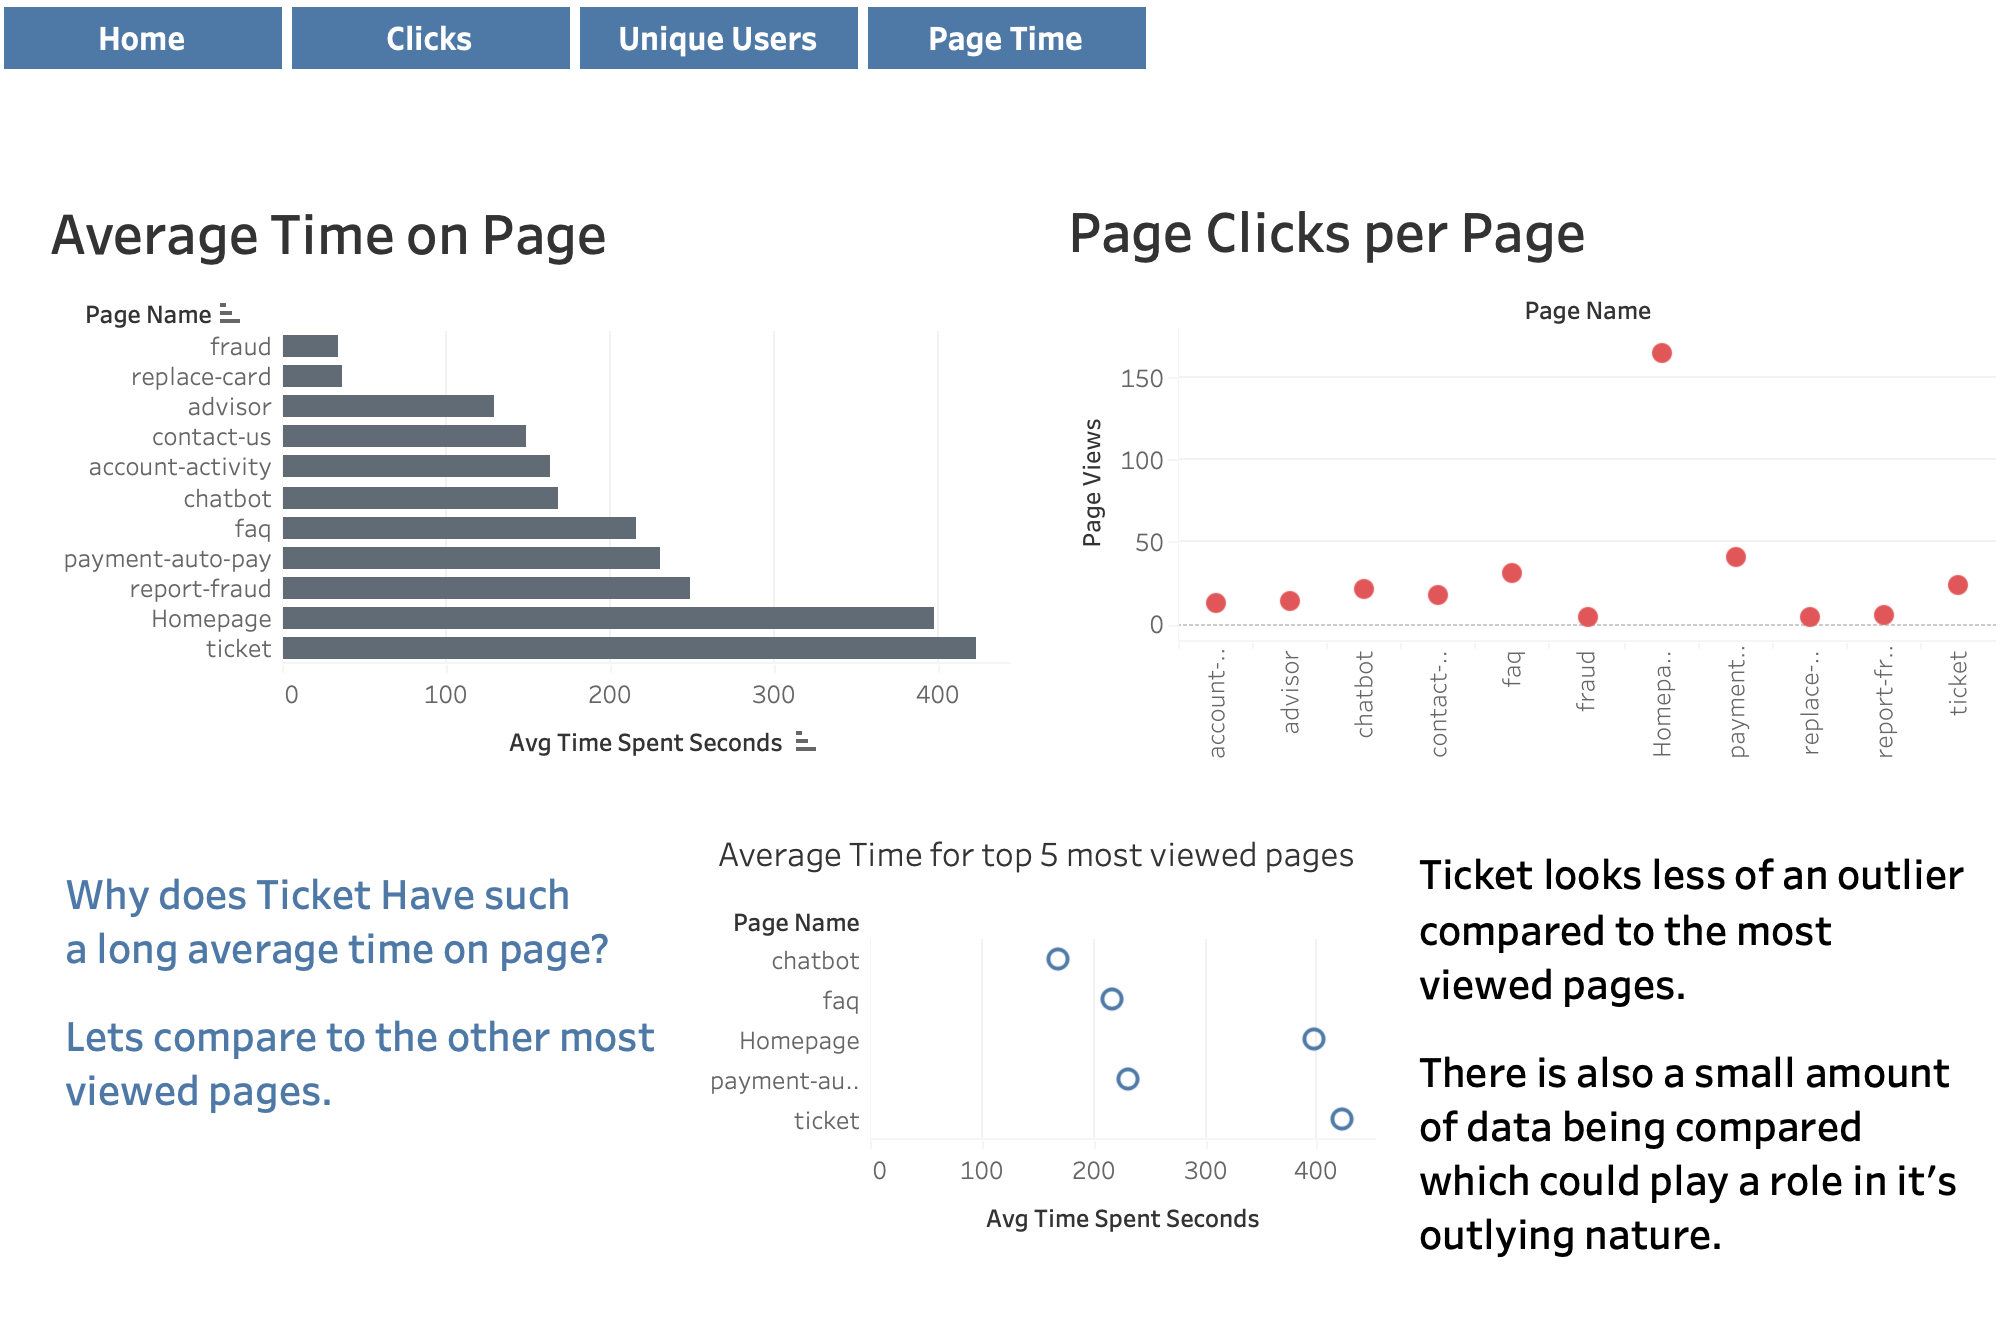 Home Clicks Unique Users Page Time
Average Time on Page
Page Name
fraud
replace-card
advisor
contact-us
account-activity
chatbot
faq
payment-auto-pay
report-fraud
Homepage
ticket
0 100 200 300 400
Avg Time Spent Seconds
Page Clicks per Page
Page Name
Page Views
150
100
50
0
account-..
advisor
chatbot
contact-..
faq
fraud
Homepa..
payment..
replace-..
report-fr..
ticket
Why does Ticket Have such
a long average time on page?
Lets compare to the other most
viewed pages.
Average Time for top 5 most viewed pages
Page Name
chatbot
faq
Homepage
payment-au..
ticket
0 100 200 300 400
Avg Time Spent Seconds
Ticket looks less of an outlier
compared to the most
viewed pages.
There is also a small amount
of data being compared
which could play a role in it’s
outlying nature.